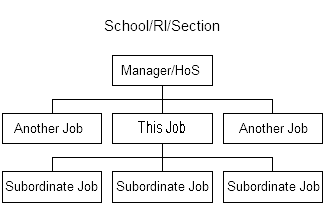 School/RI/Section
Manager/HoS
Another Job This Job Another Job
Subordinate Job Subordinate Job Subordinate Job